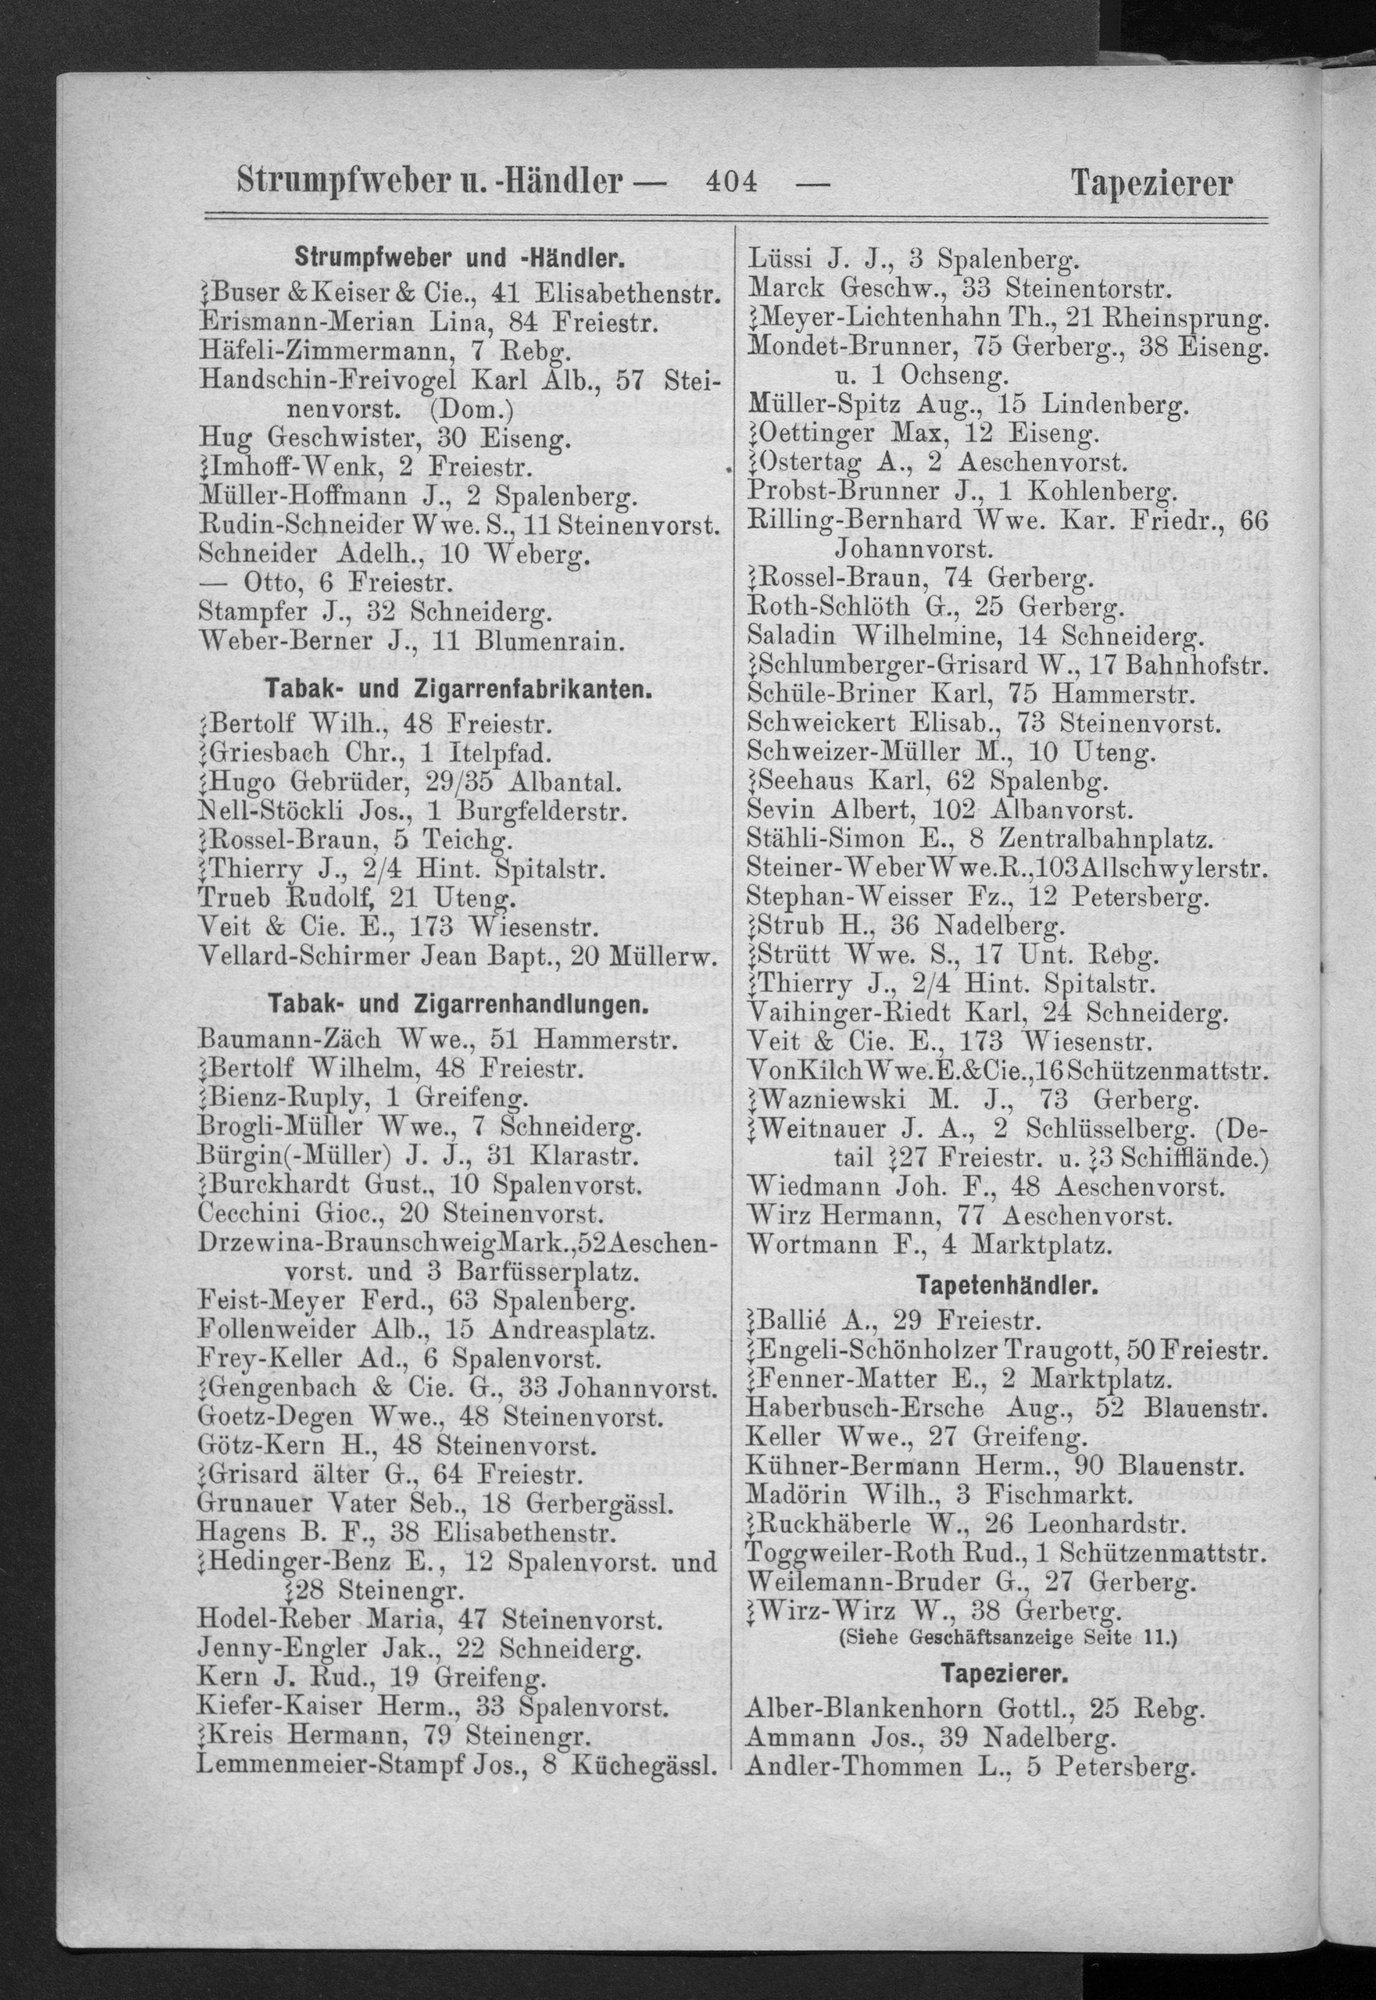 Strumpfweber u. -Händler — 404 — Tapezierer
Strumpfweber und -Händler.
⸾Buser & Keiser & Cie., 41 Elisabethenstr.
Erismann-Merian Lina, 84 Freiestr.
Häfeli-Zimmermann, 7 Rebg.
Handschin-Freivogel Karl Alb., 57 Stei-
nenvorst. (Dom.)
Hug Geschwister, 30 Eiseng.
⸾Imhoff-Wenk, 2 Freiestr.
Müller-Hoffmann J., 2 Spalenberg.
Rudin-Schneider Wwe. S., 11 Steinenvorst.
Schneider Adelh., 10 Weberg.
— Otto, 6 Freiestr.
Stampfer J., 32 Schneiderg.
Weber-Berner J., 11 Blumenrain.
Tabak- und Zigarrenfabrikanten.
⸾Bertolf Wilh., 48 Freiestr.
⸾Griesbach Chr., 1 Itelpfad.
⸾Hugo Gebrüder, 29/35 Albantal.
Nell-Stöckli Jos., 1 Burgfelderstr.
⸾Rossel-Braun, 5 Teichg.
⸾Thierry J., 2/4 Hint. Spitalstr.
Trueb Rudolf, 21 Uteng.
Veit & Cie. E., 173 Wiesenstr.
Vellard-Schirmer Jean Bapt., 20 Müllerw.
Tabak- und Zigarrenhandlungen.
Baumann-Zäch Wwe., 51 Hammerstr.
⸾Bertolf Wilhelm, 48 Freiestr.
⸾Bienz-Ruply, 1 Greifeng.
Brogli-Müller Wwe., 7 Schneiderg.
Bürgin(-Müller) J. J., 31 Klarastr.
⸾Burckhardt Gust., 10 Spalenvorst.
Cecchini Gioc., 20 Steinenvorst.
Drzewina-Braunschweig Mark., 52 Aeschen-
vorst. und 3 Barfüsserplatz.
Feist-Meyer Ferd., 63 Spalenberg.
Follenweider Alb., 15 Andreasplatz.
Frey-Keller Ad., 6 Spalenvorst.
⸾Gengenbach & Cie. G., 33 Johannvorst.
Goetz-Degen Wwe., 48 Steinenvorst.
Götz-Kern H., 48 Steinenvorst.
⸾Grisard älter G., 64 Freiestr.
Grunauer Vater Seb., 18 Gerbergässl.
Hagens B. F., 38 Elisabethenstr.
⸾Hedinger-Benz E., 12 Spalenvorst. und
⸾28 Steinengr.
Hodel-Reber Maria, 47 Steinenvorst.
Jenny-Engler Jak., 22 Schneiderg.
Kern J. Rud., 19 Greifeng.
Kiefer-Kaiser Herm., 33 Spalenvorst.
⸾Kreis Hermann, 79 Steinengr.
Lemmenmeier-Stampf Jos., 8 Küchegässl.
Lüssi J. J., 3 Spalenberg.
Marck Geschw., 33 Steinentorstr.
⸾Meyer-Lichtenhahn Th., 21 Rheinsprung.
Mondet-Brunner, 75 Gerberg., 38 Eiseng.
u. 1 Ochseng.
Müller-Spitz Aug., 15 Lindenberg.
⸾Oettinger Max, 12 Eiseng.
⸾Ostertag A., 2 Aeschenvorst.
Probst-Brunner J., 1 Kohlenberg.
Rilling-Bernhard Wwe. Kar. Friedr., 66
Johannvorst.
⸾Rossel-Braun, 74 Gerberg.
Roth-Schlöth G., 25 Gerberg.
Saladin Wilhelmine, 14 Schneiderg.
⸾Schlumberger-Grisard W., 17 Bahnhofstr.
Schüle-Briner Karl, 75 Hammerstr.
Schweickert Elisab., 73 Steinenvorst.
Schweizer-Müller M., 10 Uteng.
⸾Seehaus Karl, 62 Spalenbg.
Sevin Albert, 102 Albanvorst.
Stähli-Simon E., 8 Zentralbahnplatz.
Steiner-Weber Wwe. R., 103 Allschwylerstr.
Stephan-Weisser Fz., 12 Petersberg.
⸾Strub H., 36 Nadelberg.
⸾Strütt Wwe. S., 17 Unt. Rebg.
⸾Thierry J., 2/4 Hint. Spitalstr.
Vaihinger-Riedt Karl, 24 Schneiderg.
Veit & Cie. E., 173 Wiesenstr.
Von Kilch Wwe. E. & Cie., 16 Schützenmattstr.
⸾Wazniewski M. J., 73 Gerberg.
⸾Weitnauer J. A., 2 Schlüsselberg. (De-
tail ⸾27 Freiestr. u. ⸾3 Schifflände.)
Wiedmann Joh. F., 48 Aeschenvorst.
Wirz Hermann, 77 Aeschenvorst.
Wortmann F., 4 Marktplatz.
Tapetenhändler.
⸾Ballié A., 29 Freiestr.
⸾Engeli-Schönholzer Traugott, 50 Freiestr.
⸾Fenner-Matter E., 2 Marktplatz.
Haberbusch-Ersche Aug., 52 Blauenstr.
Keller Wwe., 27 Greifeng.
Kühner-Bermann Herm., 90 Blauenstr.
Madörin Wilh., 3 Fischmarkt.
⸾Ruckhäberle W., 26 Leonhardstr.
Toggweiler-Roth Rud., 1 Schützenmattstr.
Weilemann-Bruder G., 27 Gerberg.
⸾Wirz-Wirz W., 38 Gerberg.
(Siehe Geschäftsanzeige Seite 11.)
Tapezierer.
Alber-Blankenhorn Gottl., 25 Rebg.
Ammann Jos., 39 Nadelberg.
Andler-Thommen L., 5 Petersberg.